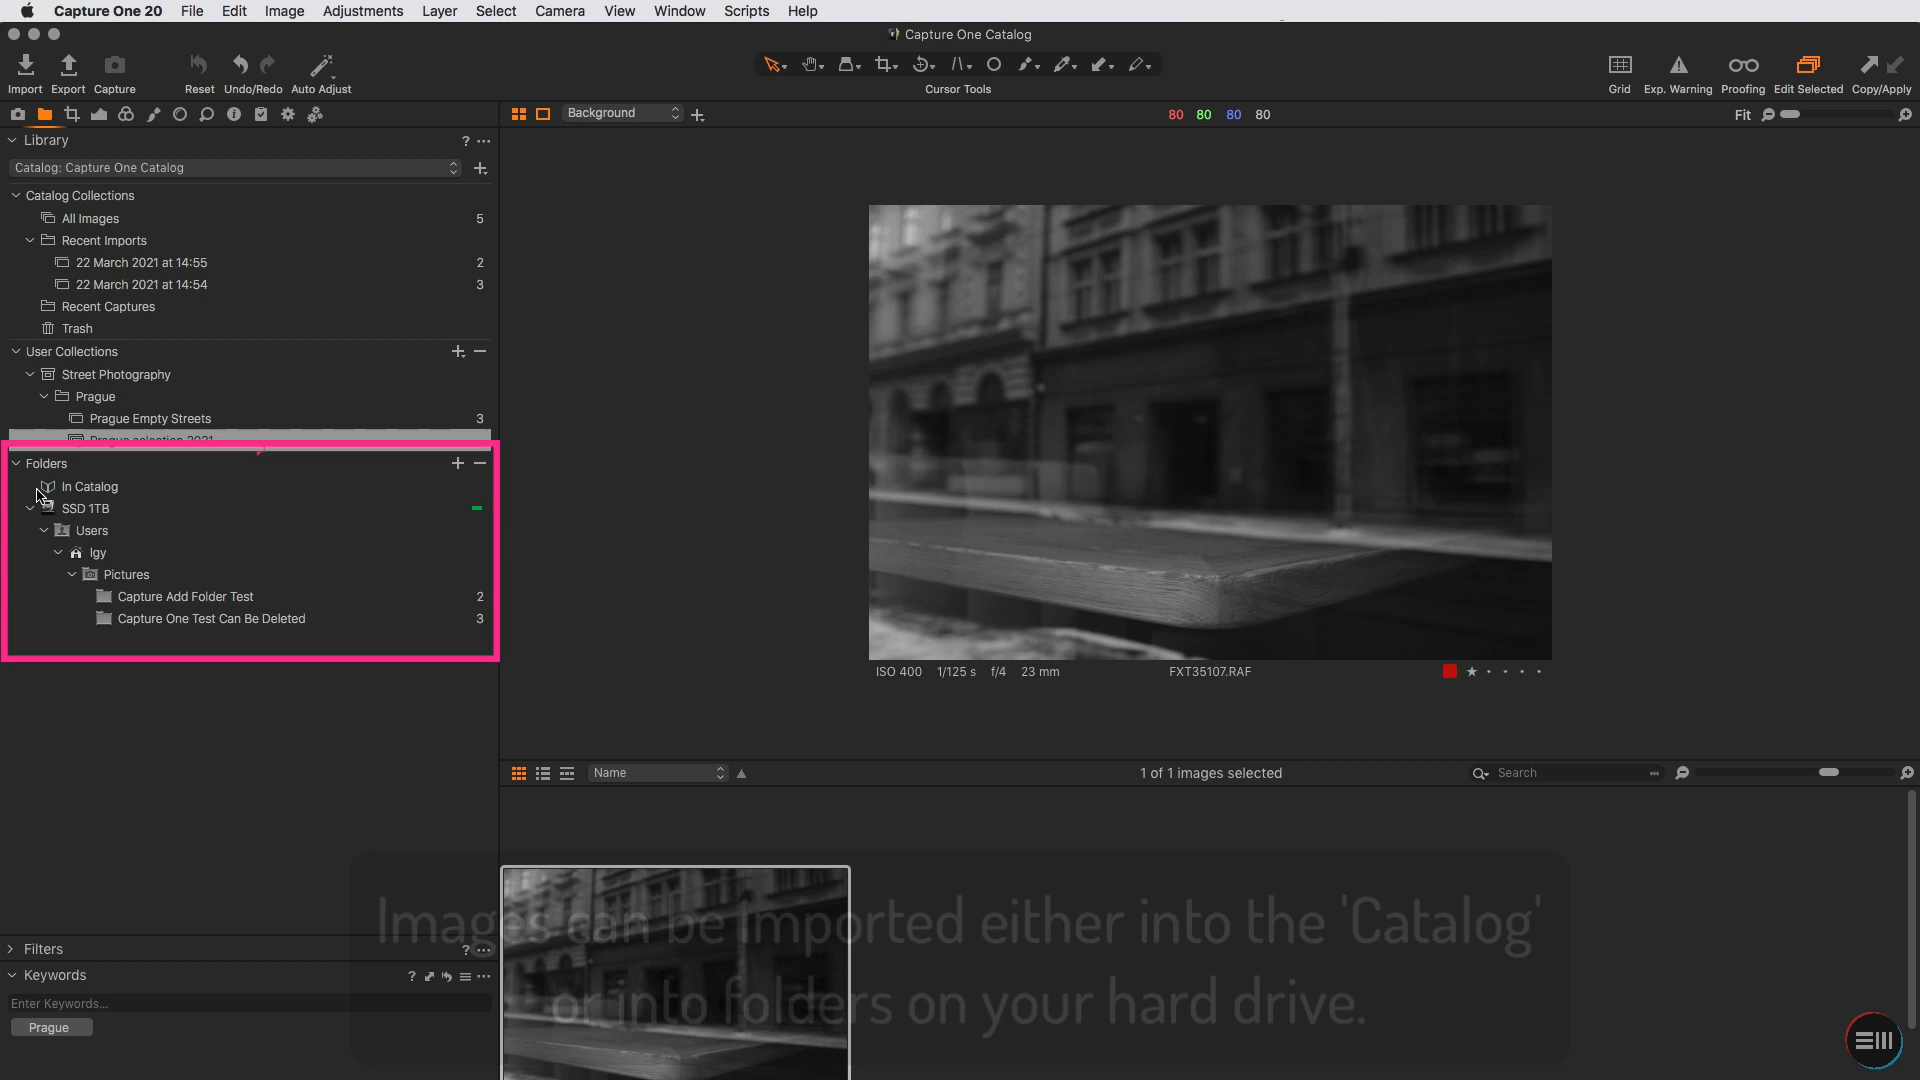 Capture One 20 File Edit Image Adjustments Layer Select Camera View Window Scripts Help
Capture One Catalog
Import Export Capture Reset Undo/Redo Auto Adjust Cursor Tools Grid Exp. Warning Proofing Edit Selected Copy/Apply
Background 80 80 80 80 Fit
Library ?
Catalog: Capture One Catalog
Catalog Collections
All Images 5
Recent Imports
22 March 2021 at 14:55 2
22 March 2021 at 14:54 3
Recent Captures
Trash
User Collections
Street Photography
Prague
Prague Empty Streets 3
Prague selection 2021
Folders
In Catalog
SSD 1TB
Users
Igy
Pictures
Capture Add Folder Test 2
Capture One Test Can Be Deleted 3
ISO 400 1/125 s f/4 23 mm FXT35107.RAF
Name 1 of 1 images selected Search
Images can be imported either into the 'Catalog'
or into folders on your hard drive.
Filters ?
Keywords ?
Enter Keywords...
Prague